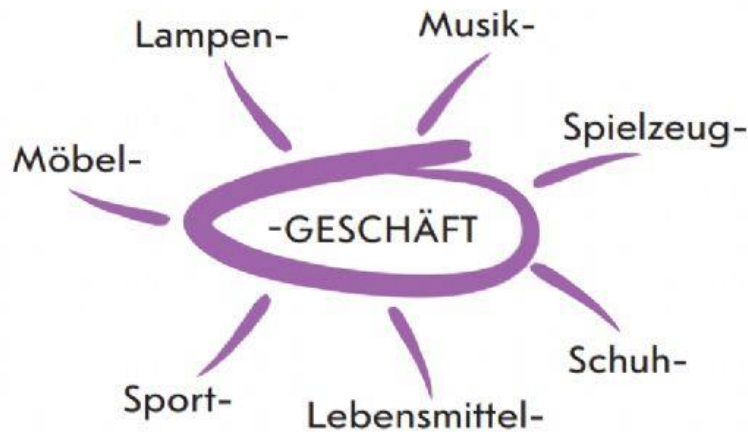 Lampen-
Musik-
Möbel-
Spielzeug-
-GESCHÄFT
Schuh-
Sport-
Lebensmittel-